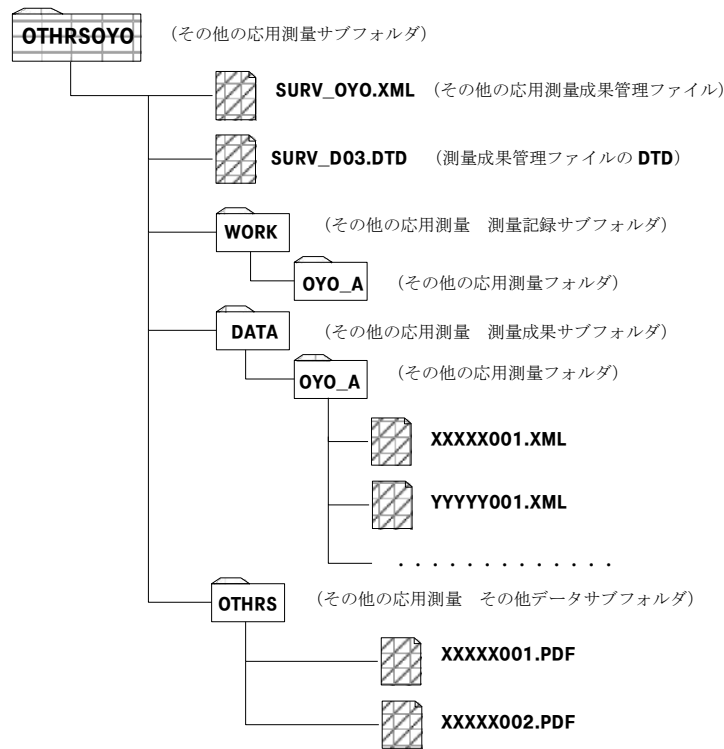 OTHRSOYO （その他の応用測量サブフォルダ）
SURV_OYO.XML （その他の応用測量成果管理ファイル）
SURV_D03.DTD （測量成果管理ファイルの DTD）
WORK （その他の応用測量　測量記録サブフォルダ）
OYO_A （その他の応用測量フォルダ）
DATA （その他の応用測量　測量成果サブフォルダ）
OYO_A （その他の応用測量フォルダ）
XXXXX001.XML
YYYYY001.XML
・・・・・・・・・・・・・
OTHRS （その他の応用測量　その他データサブフォルダ）
XXXXX001.PDF
XXXXX002.PDF